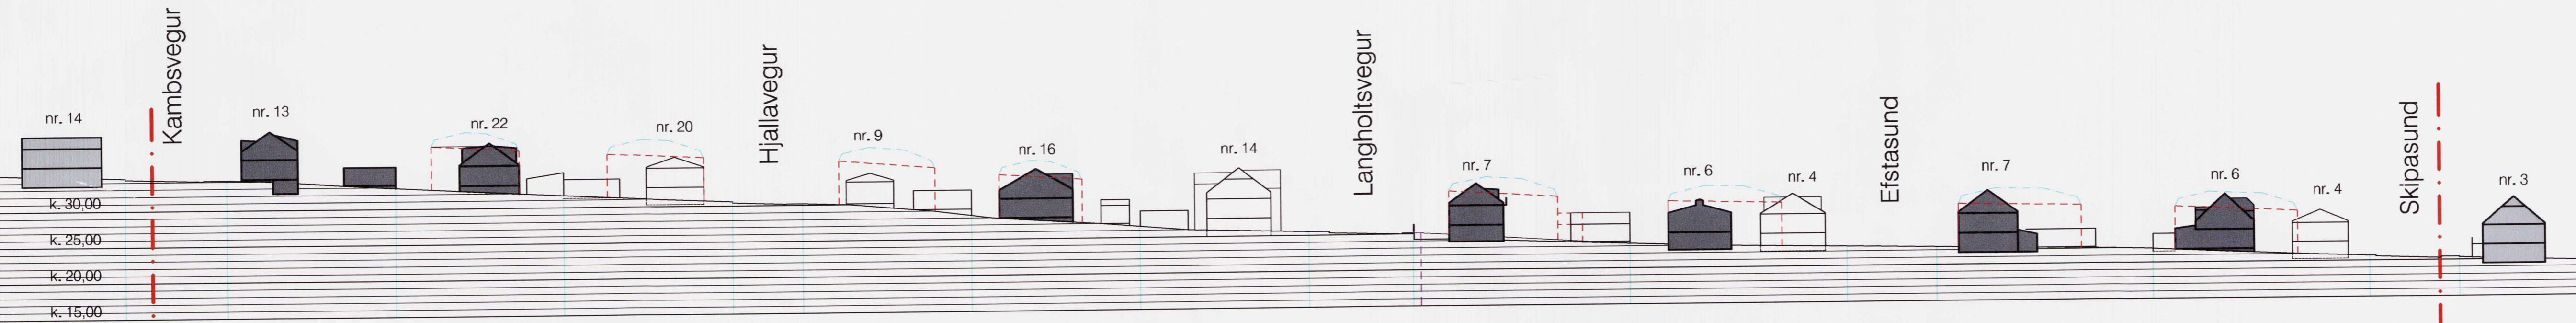 nr. 14
Kambsvegur
nr. 13
nr. 22
nr. 20
Hjallavegur
nr. 9
nr. 16
nr. 14
Langholtsvegur
nr. 7
nr. 6
nr. 4
Efstasund
nr. 7
nr. 6
nr. 4
Skipasund
nr. 3
k. 30,00
k. 25,00
k. 20,00
k. 15,00